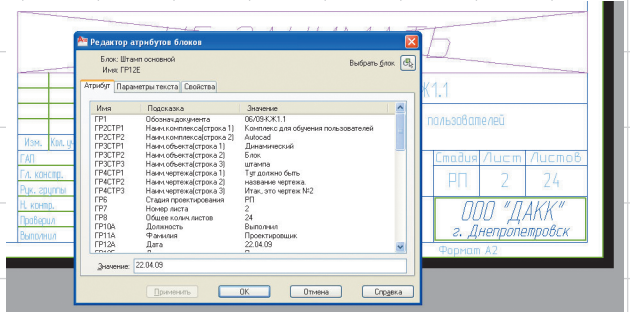 НЕ ЗАНИМАТЬ
Редактор атрибутов блоков
Блок: Штамп основной
Имя: ГР12Е
Выбрать блок
Атрибут Параметры текста Свойства
Имя Подсказка Значение
ГР1 Обознач.документа 06/09-КЖ1.1
ГР2СТР1 Наим.комплекса(строка 1) Комплекс для обучения пользователей
ГР2СТР2 Наим.комплекса(строка 2) Autocad
ГР3СТР1 Наим.объекта(строка 1) Динамический
ГР3СТР2 Наим.объекта(строка 2) Блок
ГР3СТР3 Наим.объекта(строка 3) штампа
ГР4СТР1 Наим.чертежа(строка 1) Тут должно быть
ГР4СТР2 Наим.чертежа(строка 2) название чертежа.
ГР4СТР3 Наим.чертежа(строка 3) Итак, это чертеж №2
ГР6 Стадия проектирования РП
ГР7 Номер листа 2
ГР8 Общее колич.листов 24
ГР10А Должность Выполнил
ГР11А Фамилия Проектировщик
ГР12А Дата 22.04.09
Значение: 22.04.09
Применить ОК Отмена Справка
Ж1.1
пользователей
Изм. Кол.уч
ГАП
Гл. констр.
Рук. группы
Н. контр.
Проверил
Выполнил
Стадия Лист Листов
РП 2 24
ООО "ДАКК"
г. Днепропетровск
Формат А2